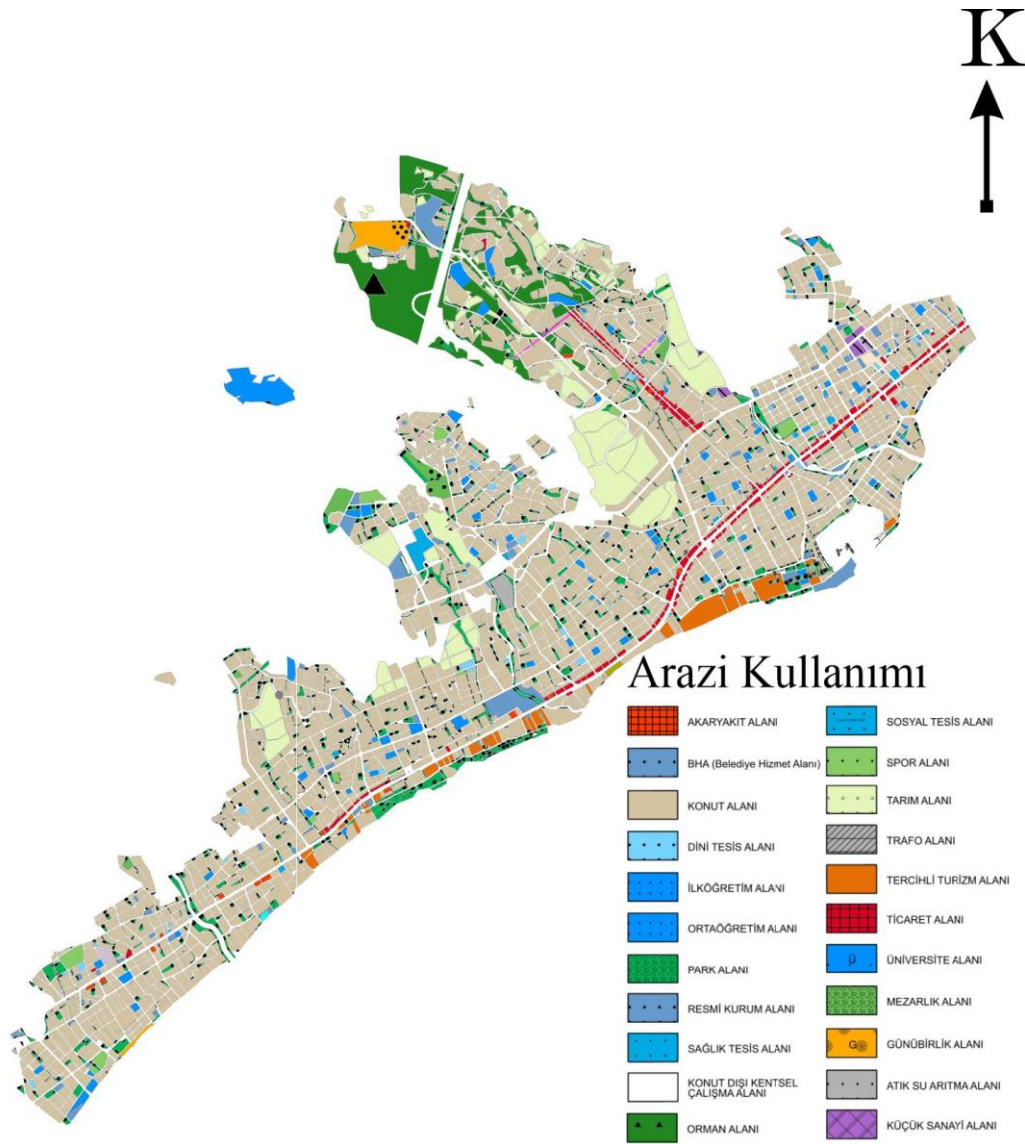 K
Arazi Kullanımı
AKARYAKIT ALANI
BHA (Belediye Hizmet Alanı)
KONUT ALANI
DİNİ TESİS ALANI
İLKÖĞRETİM ALANI
ORTAÖĞRETİM ALANI
PARK ALANI
RESMİ KURUM ALANI
SAĞLIK TESİS ALANI
KONUT DIŞI KENTSEL
ÇALIŞMA ALANI
ORMAN ALANI
SOSYAL TESİS ALANI
SPOR ALANI
TARIM ALANI
TRAFO ALANI
TERCİHLİ TURİZM ALANI
TİCARET ALANI
Ü
ÜNİVERSİTE ALANI
MEZARLIK ALANI
G
GÜNÜBİRLİK ALANI
ATIK SU ARITMA ALANI
KÜÇÜK SANAYİ ALANI